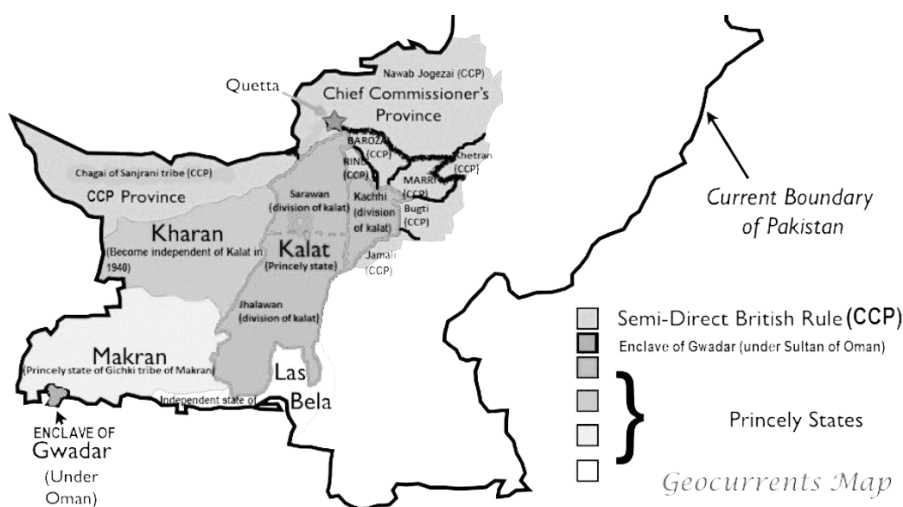 Nawab Jogezai (CCP)
Quetta
Chief Commissioner's
Province
BAROZAI
(CCP)
Khetran
(CCP)
RIND
(CCP)
MARRI
(CCP)
Chagai of Sanjrani tribe (CCP)
CCP Province
Sarawan
(division of kalat)
Kachhi
(division
of kalat)
Bugti
(CCP)
Current Boundary
of Pakistan
Kharan
(Become independent of Kalat in
1940)
Kalat
(Princely state)
Jamali
(CCP)
Jhalawan
(division of kalat)
Makran
(Princely state of Gichki tribe of Makran)
Las
Bela
Independent state of
ENCLAVE OF
Gwadar
(Under
Oman)
Semi-Direct British Rule (CCP)
Enclave of Gwadar (under Sultan of Oman)
Princely States
Geocurrents Map